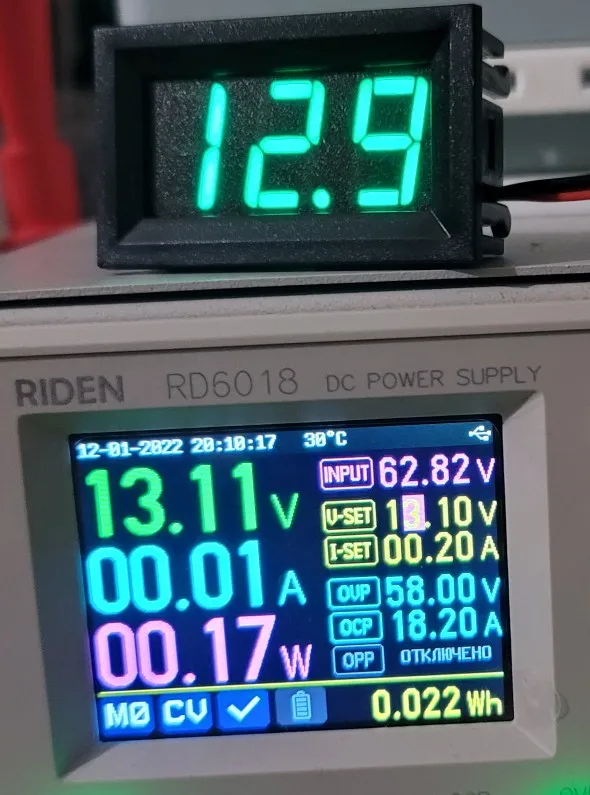 12.9
RIDEN RD6018 DC POWER SUPPLY
12-01-2022 20:10:17 30°C
13.11 V
00.01 A
00.17 W
INPUT 62.82 V
V-SET 13.10 V
I-SET 00.20 A
OVP 58.00 V
OCP 18.20 A
OPP ОТКЛЮЧЕНО
M0 CV
0.022 Wh